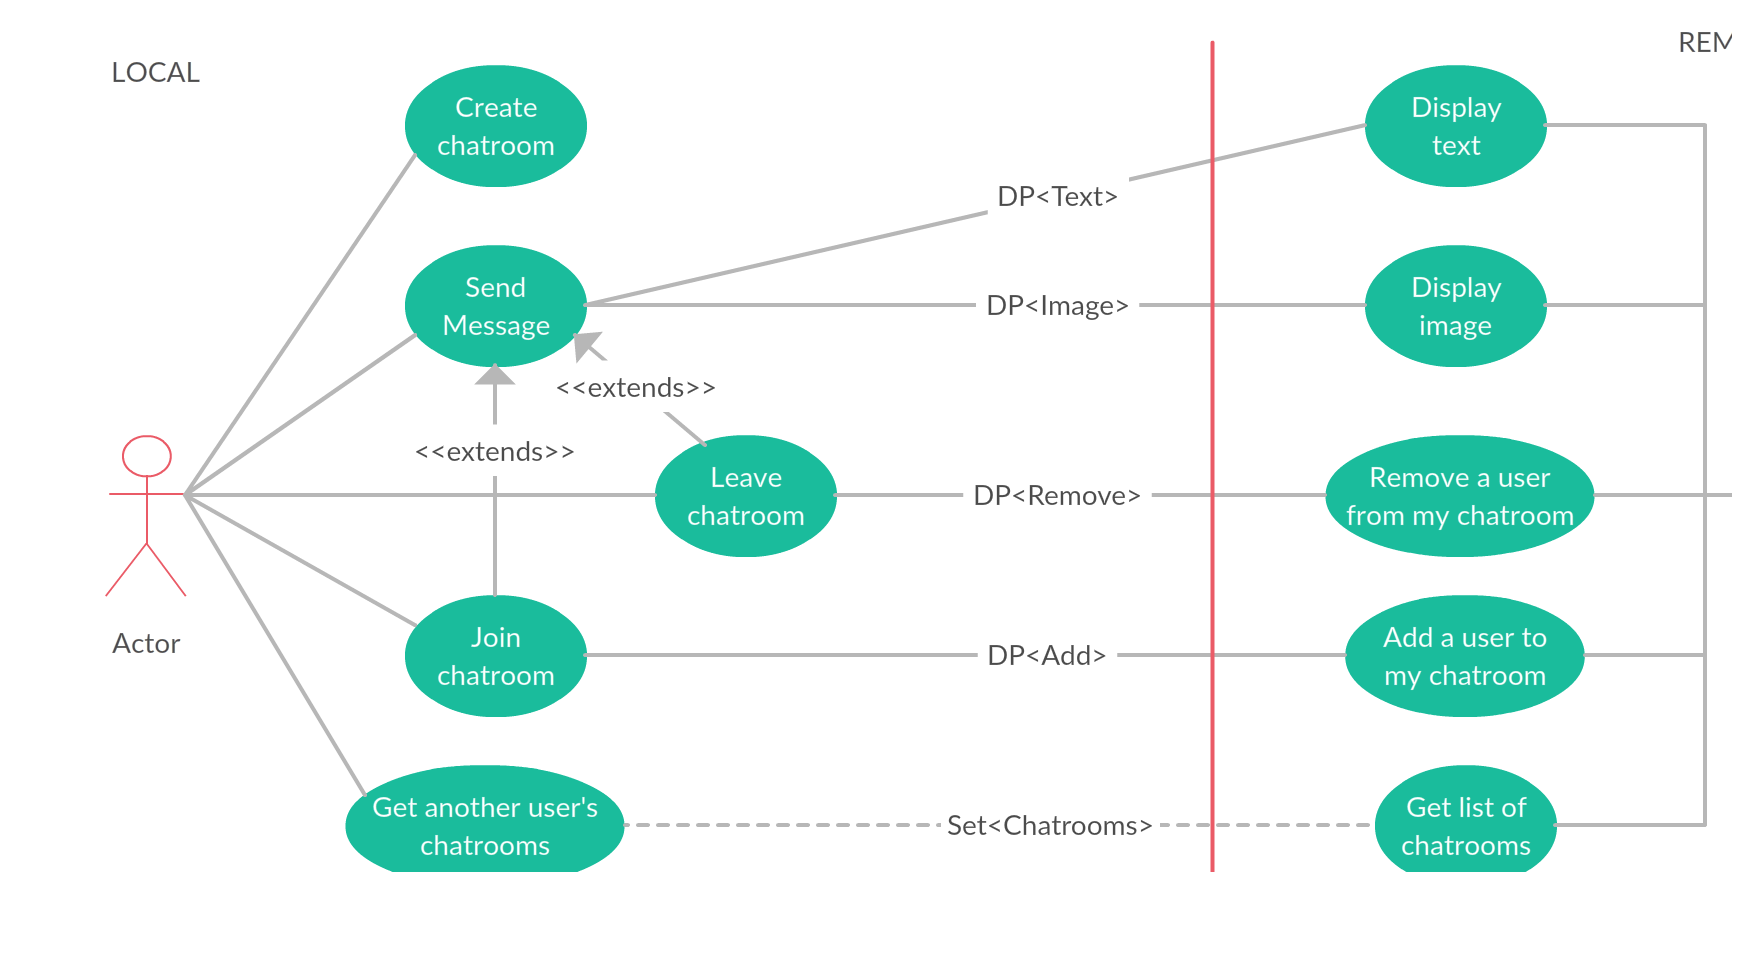 LOCAL
REM
Create
chatroom
Display
text
DP<Text>
Send
Message
DP<Image>
Display
image
<<extends>>
<<extends>>
Leave
chatroom
DP<Remove>
Remove a user
from my chatroom
Actor
Join
chatroom
DP<Add>
Add a user to
my chatroom
Get another user's
chatrooms
Set<Chatrooms>
Get list of
chatrooms